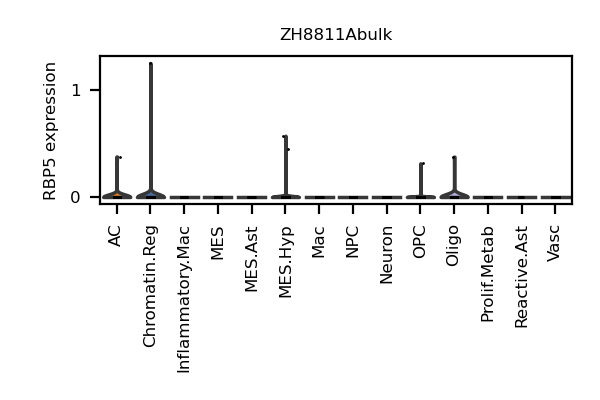 ZH8811Abulk
RBP5 expression
1
0
AC
Chromatin.Reg
Inflammatory.Mac
MES
MES.Ast
MES.Hyp
Mac
NPC
Neuron
OPC
Oligo
Prolif.Metab
Reactive.Ast
Vasc